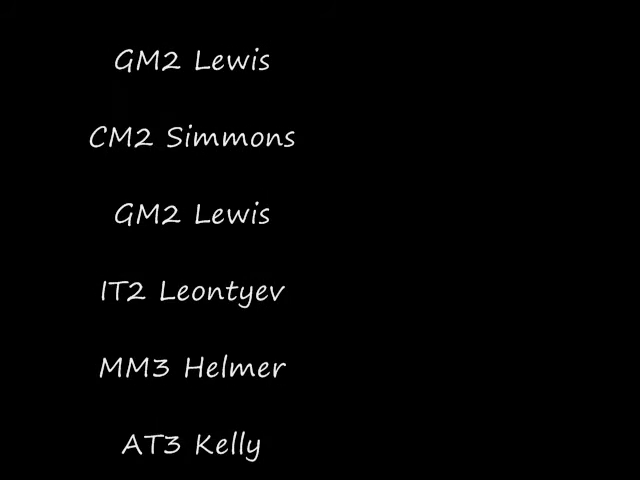 GM2 Lewis
CM2 Simmons
GM2 Lewis
IT2 Leontyev
MM3 Helmer
AT3 Kelly